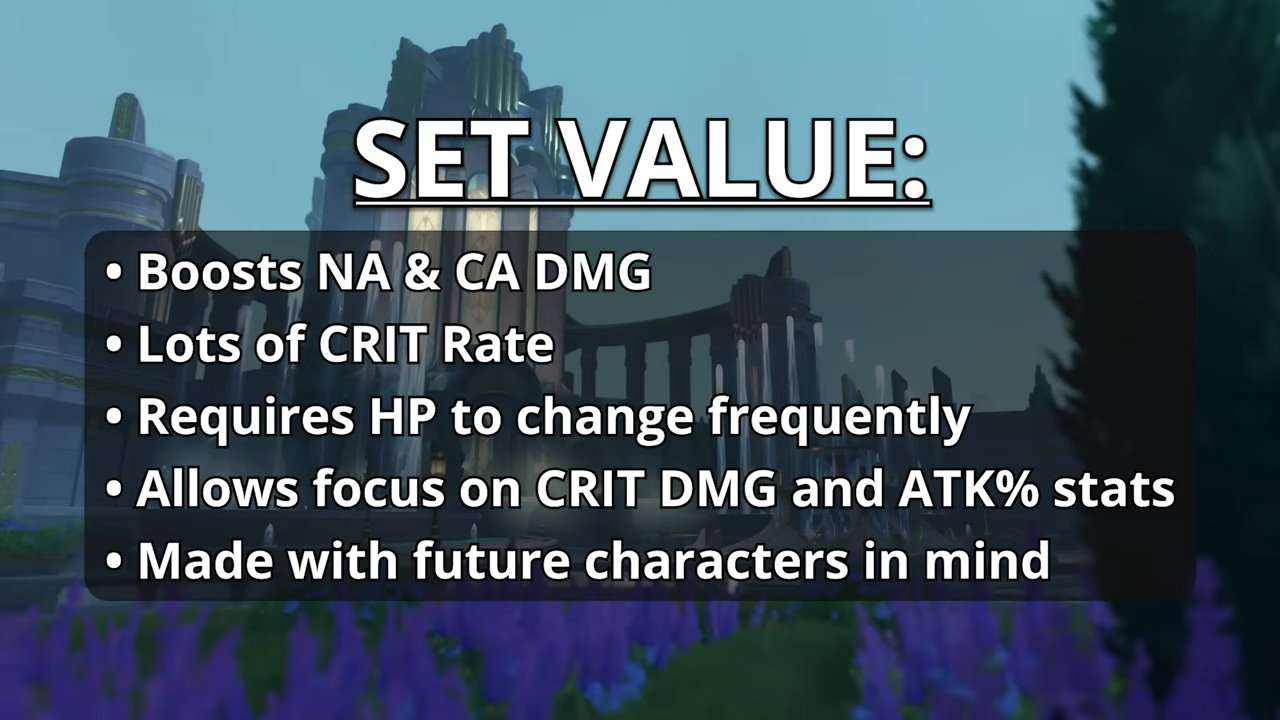 SET VALUE:
• Boosts NA & CA DMG
• Lots of CRIT Rate
• Requires HP to change frequently
• Allows focus on CRIT DMG and ATK% stats
• Made with future characters in mind